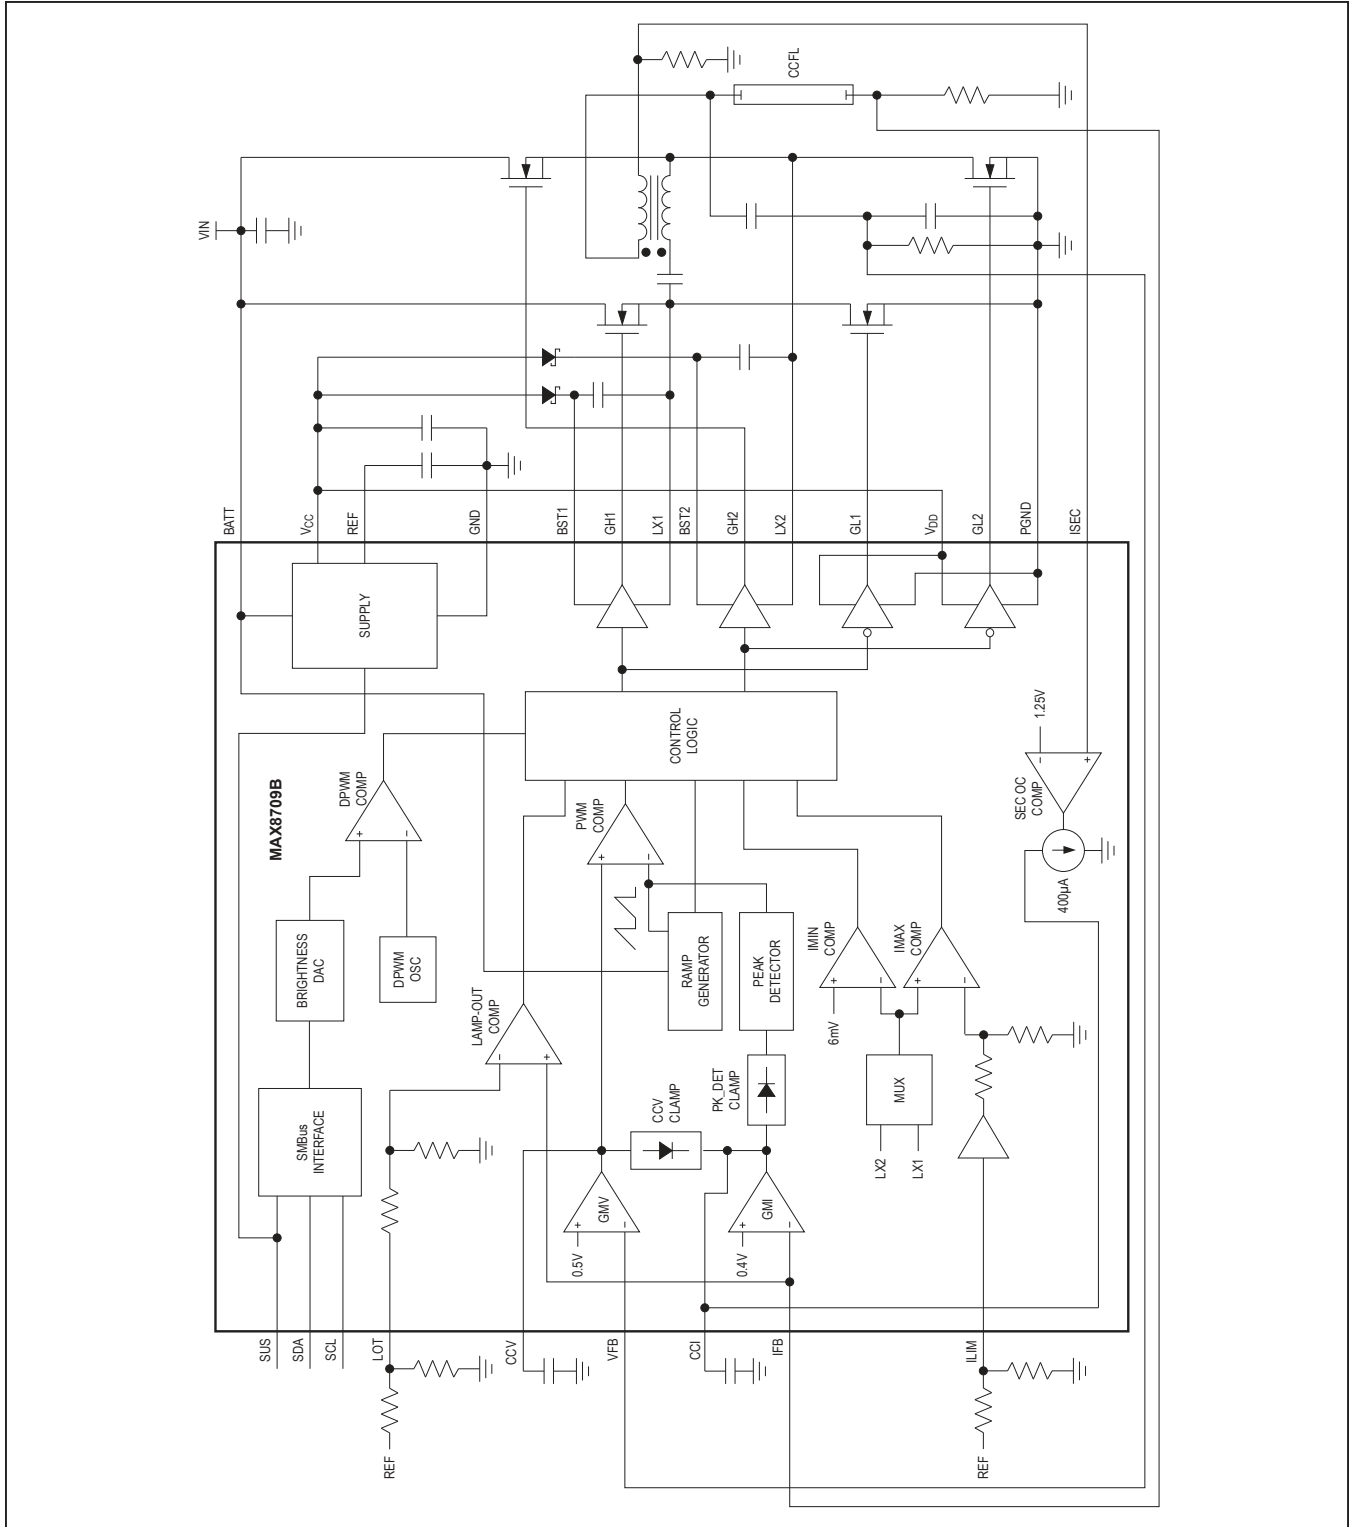 CCFL
VIN
BATT
VCC
REF
GND
BST1
GH1
LX1
BST2
GH2
LX2
GL1
VDD
GL2
PGND
ISEC
SUPPLY
MAX8709B
DPWM
COMP
CONTROL
LOGIC
1.25V
SEC OC
COMP
400µA
PWM
COMP
BRIGHTNESS
DAC
DPWM
OSC
RAMP
GENERATOR
PEAK
DETECTOR
IMIN
COMP
IMAX
COMP
6mV
LAMP-OUT
COMP
SMBus
INTERFACE
CCV
CLAMP
PK_DET
CLAMP
MUX
LX2
LX1
GMV
GMI
0.5V
0.4V
+
−
+
−
−
+
+
−
+
−
+
−
−
+
+
−
+
−
SUS
SDA
SCL
LOT
CCV
VFB
CCI
IFB
ILIM
REF
REF